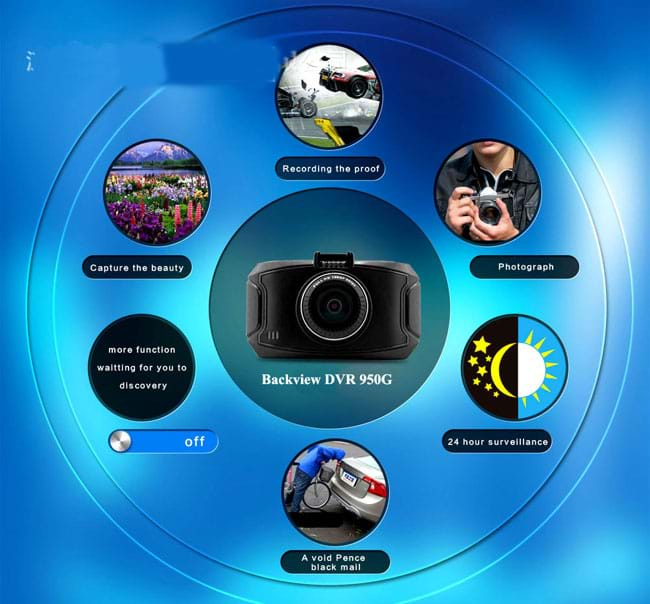 Recording the proof
Capture the beauty
Photograph
more function
waitting for you to
discovery
off
Backview DVR 950G
24 hour surveillance
A void Pence
black mail